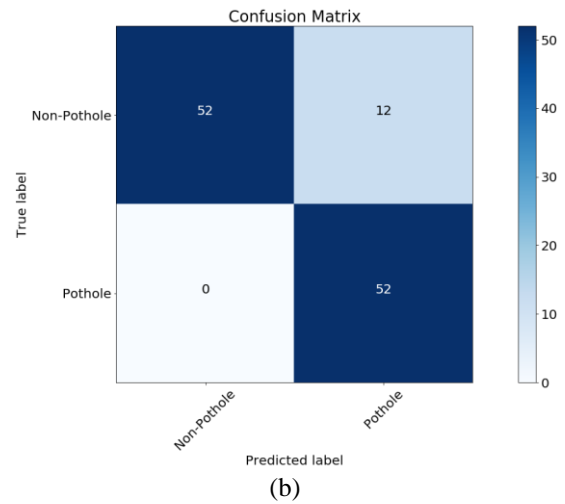 Confusion Matrix
50
Non-Pothole
52
12
40
30
True label
20
Pothole
0
52
10
0
Non-Pothole
Pothole
Predicted label
(b)